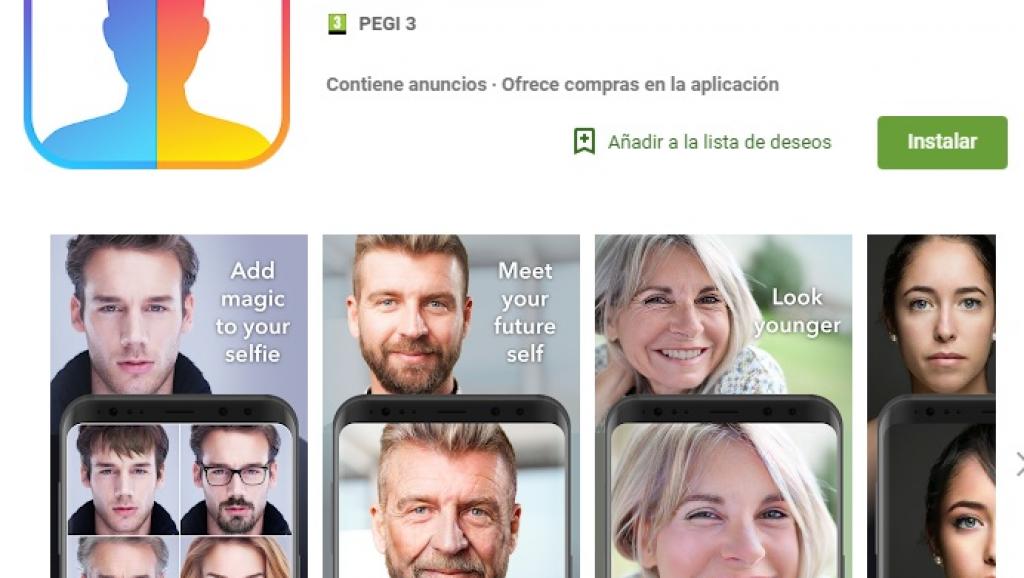 3 PEGI 3
Contiene anuncios · Ofrece compras en la aplicación
Añadir a la lista de deseos
Instalar
Add
magic
to your
selfie
Meet
your
future
self
Look
younger